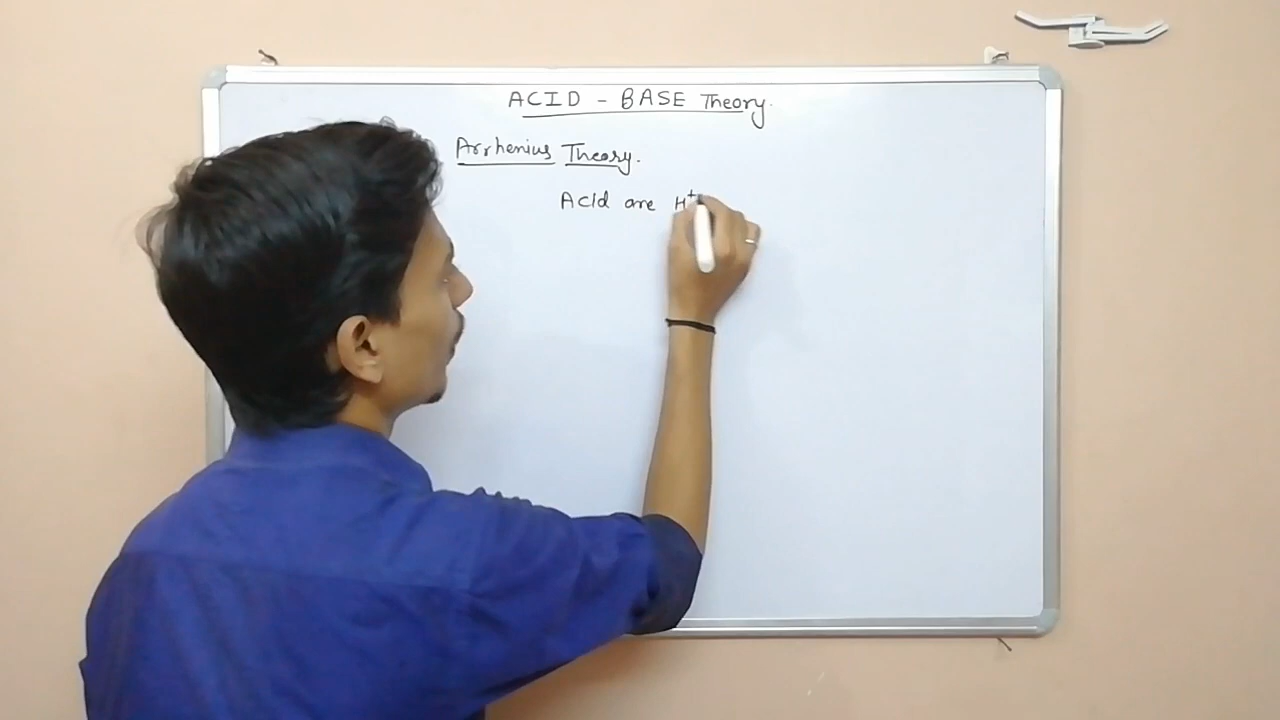 ACID - BASE Theory.
Arrhenius Theory.
Acid are H⁺